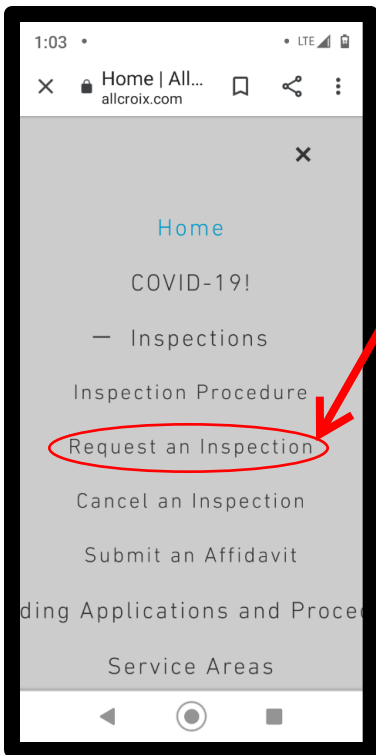 1:03 • • LTE
Home | All...
allcroix.com
Home
COVID-19!
— Inspections
Inspection Procedure
Request an Inspection
Cancel an Inspection
Submit an Affidavit
ding Applications and Proce
Service Areas